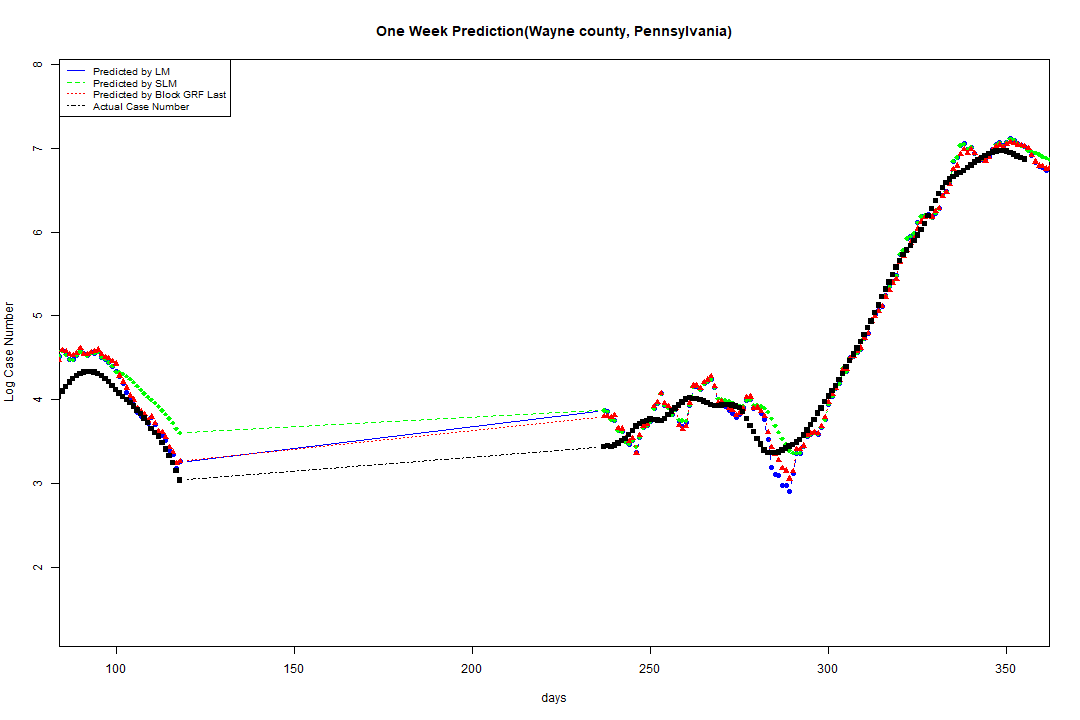 One Week Prediction(Wayne county, Pennsylvania)
Predicted by LM
Predicted by SLM
Predicted by Block GRF Last
Actual Case Number
8
7
6
5
4
3
2
Log Case Number
100 150 200 250 300 350
days